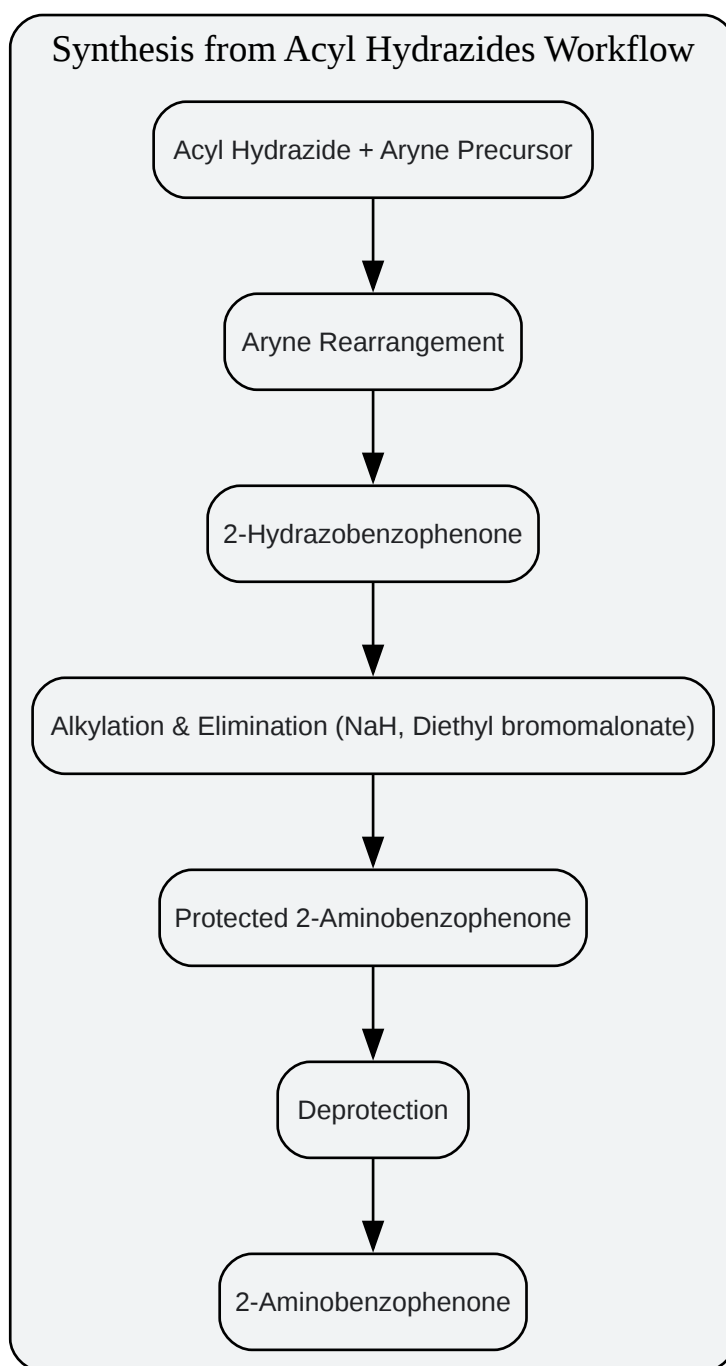 Synthesis from Acyl Hydrazides Workflow
Acyl Hydrazide + Aryne Precursor
Aryne Rearrangement
2-Hydrazobenzophenone
Alkylation & Elimination (NaH, Diethyl bromomalonate)
Protected 2-Aminobenzophenone
Deprotection
2-Aminobenzophenone